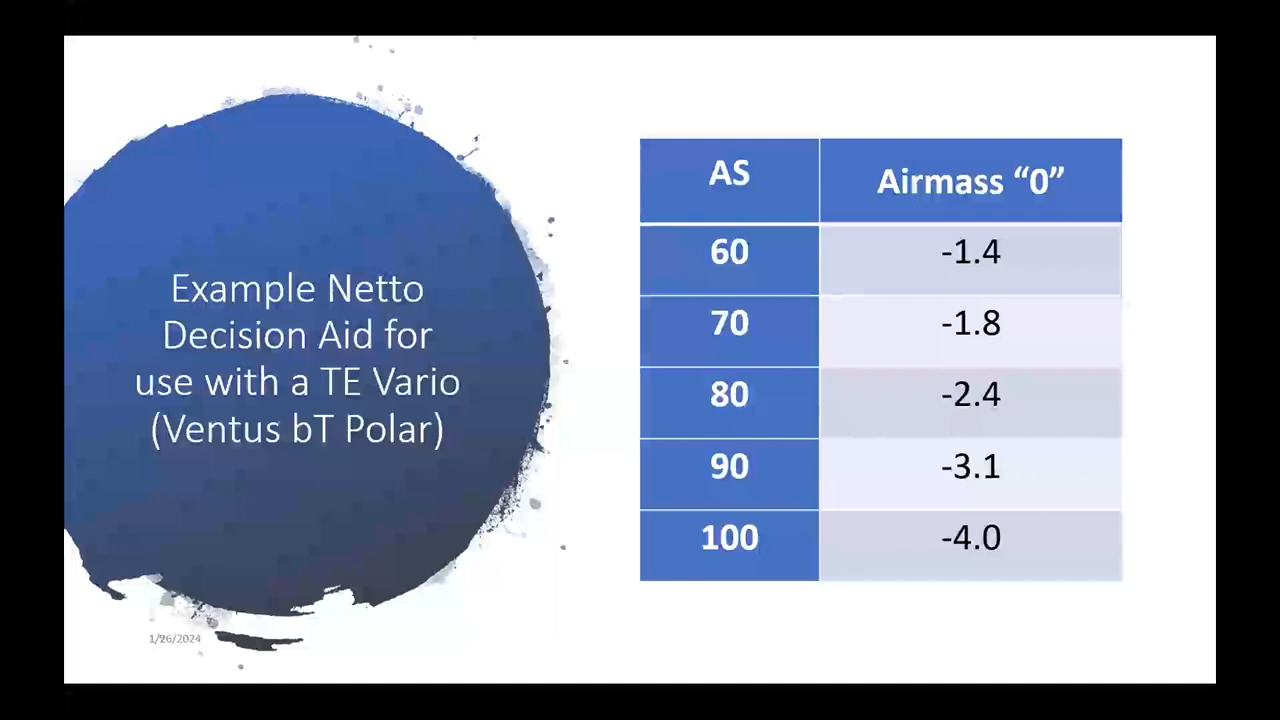 Example Netto
Decision Aid for
use with a TE Vario
(Ventus bT Polar)
AS Airmass “0”
60 -1.4
70 -1.8
80 -2.4
90 -3.1
100 -4.0
1/26/2024